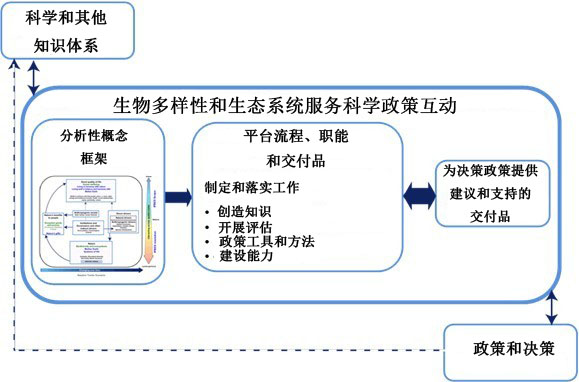 科学和其他
知识体系
生物多样性和生态系统服务科学政策互动
分析性概念
框架
平台流程、职能
和交付品
制定和落实工作
• 创造知识
• 开展评估
• 政策工具和方法
• 建设能力
为决策政策提供
建议和支持的
交付品
政策和决策